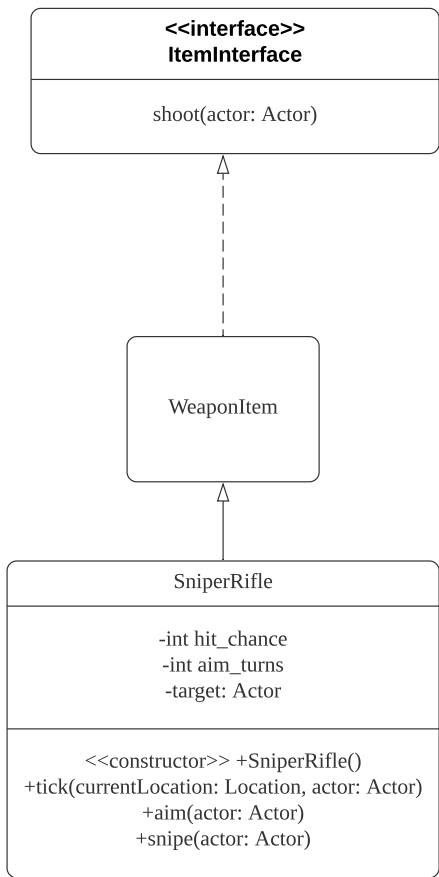 <<interface>>
ItemInterface
shoot(actor: Actor)
WeaponItem
SniperRifle
-int hit_chance
-int aim_turns
-target: Actor
<<constructor>> +SniperRifle()
+tick(currentLocation: Location, actor: Actor)
+aim(actor: Actor)
+snipe(actor: Actor)